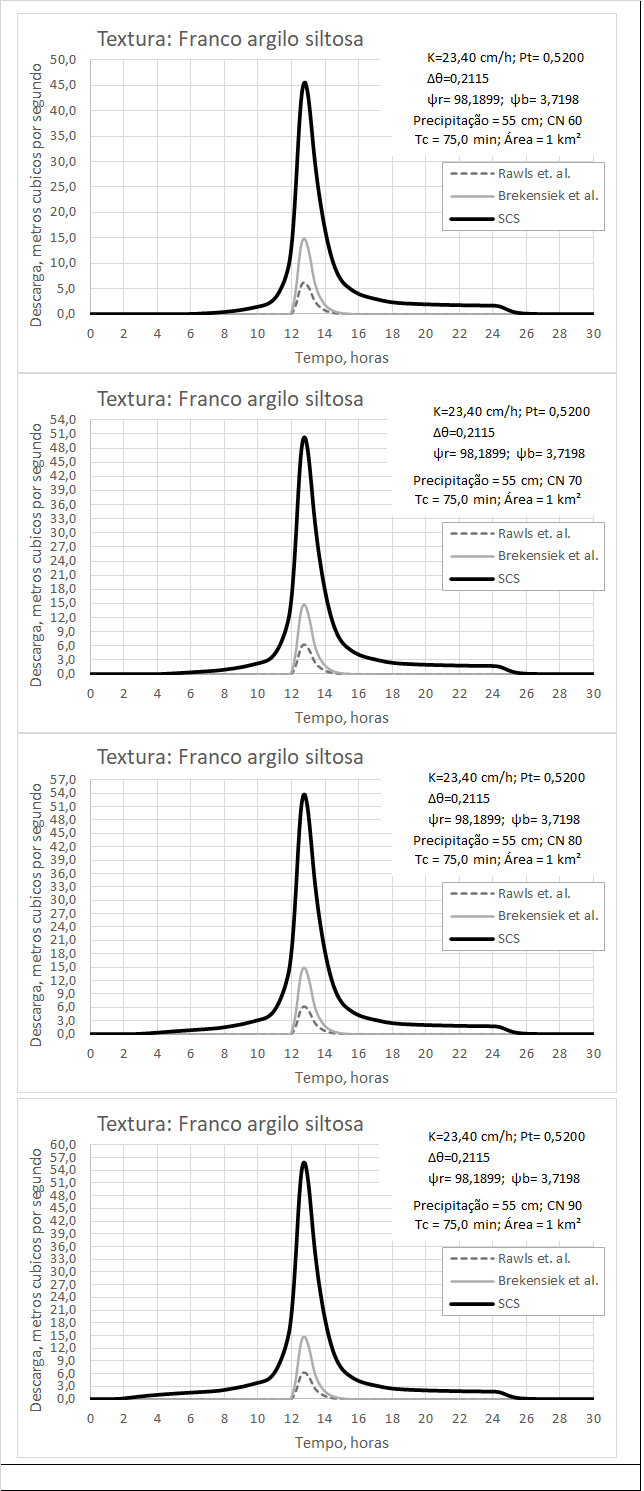 Textura: Franco argilo siltosa
K=23,40 cm/h; Pt= 0,5200
Δθ=0,2115
ψr= 98,1899; ψb= 3,7198
Precipitação = 55 cm; CN 60
Tc = 75,0 min; Área = 1 km²
Rawls et. al.
Brekensiek et al.
SCS
Descarga, metros cubicos por segundo
50,0
45,0
40,0
35,0
30,0
25,0
20,0
15,0
10,0
5,0
0,0
0 2 4 6 8 10 12 14 16 18 20 22 24 26 28 30
Tempo, horas
Textura: Franco argilo siltosa
K=23,40 cm/h; Pt= 0,5200
Δθ=0,2115
ψr= 98,1899; ψb= 3,7198
Precipitação = 55 cm; CN 70
Tc = 75,0 min; Área = 1 km²
Rawls et. al.
Brekensiek et al.
SCS
Descarga, metros cubicos por segundo
54,0
51,0
48,0
45,0
42,0
39,0
36,0
33,0
30,0
27,0
24,0
21,0
18,0
15,0
12,0
9,0
6,0
3,0
0,0
0 2 4 6 8 10 12 14 16 18 20 22 24 26 28 30
Tempo, horas
Textura: Franco argilo siltosa
K=23,40 cm/h; Pt= 0,5200
Δθ=0,2115
ψr= 98,1899; ψb= 3,7198
Precipitação = 55 cm; CN 80
Tc = 75,0 min; Área = 1 km²
Rawls et. al.
Brekensiek et al.
SCS
Descarga, metros cubicos por segundo
57,0
54,0
51,0
48,0
45,0
42,0
39,0
36,0
33,0
30,0
27,0
24,0
21,0
18,0
15,0
12,0
9,0
6,0
3,0
0,0
0 2 4 6 8 10 12 14 16 18 20 22 24 26 28 30
Tempo, horas
Textura: Franco argilo siltosa
K=23,40 cm/h; Pt= 0,5200
Δθ=0,2115
ψr= 98,1899; ψb= 3,7198
Precipitação = 55 cm; CN 90
Tc = 75,0 min; Área = 1 km²
Rawls et. al.
Brekensiek et al.
SCS
Descarga, metros cubicos por segundo
60,0
57,0
54,0
51,0
48,0
45,0
42,0
39,0
36,0
33,0
30,0
27,0
24,0
21,0
18,0
15,0
12,0
9,0
6,0
3,0
0,0
0 2 4 6 8 10 12 14 16 18 20 22 24 26 28 30
Tempo, horas